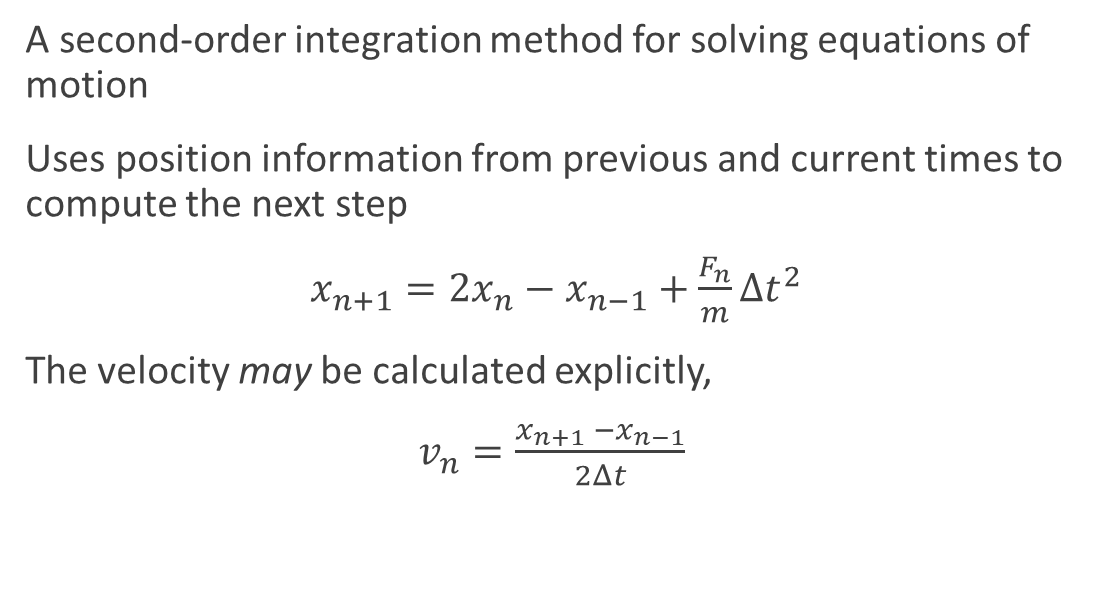 A second-order integration method for solving equations of
motion
Uses position information from previous and current times to
compute the next step
xₙ₊₁ = 2xₙ − xₙ₋₁ + Fₙ/m Δt²
The velocity may be calculated explicitly,
vₙ = (xₙ₊₁ − xₙ₋₁)/(2Δt)